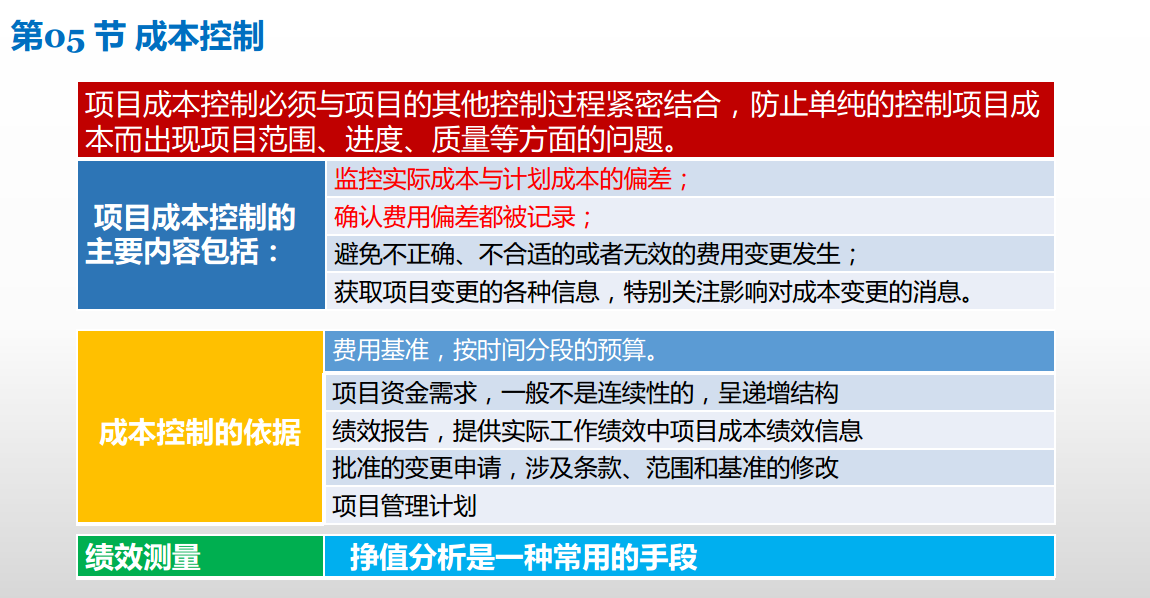 第05 节 成本控制
项目成本控制必须与项目的其他控制过程紧密结合，防止单纯的控制项目成
本而出现项目范围、进度、质量等方面的问题。
项目成本控制的
主要内容包括：
监控实际成本与计划成本的偏差；
确认费用偏差都被记录；
避免不正确、不合适的或者无效的费用变更发生；
获取项目变更的各种信息，特别关注影响对成本变更的消息。
成本控制的依据
费用基准，按时间分段的预算。
项目资金需求，一般不是连续性的，呈递增结构
绩效报告，提供实际工作绩效中项目成本绩效信息
批准的变更申请，涉及条款、范围和基准的修改
项目管理计划
绩效测量
挣值分析是一种常用的手段